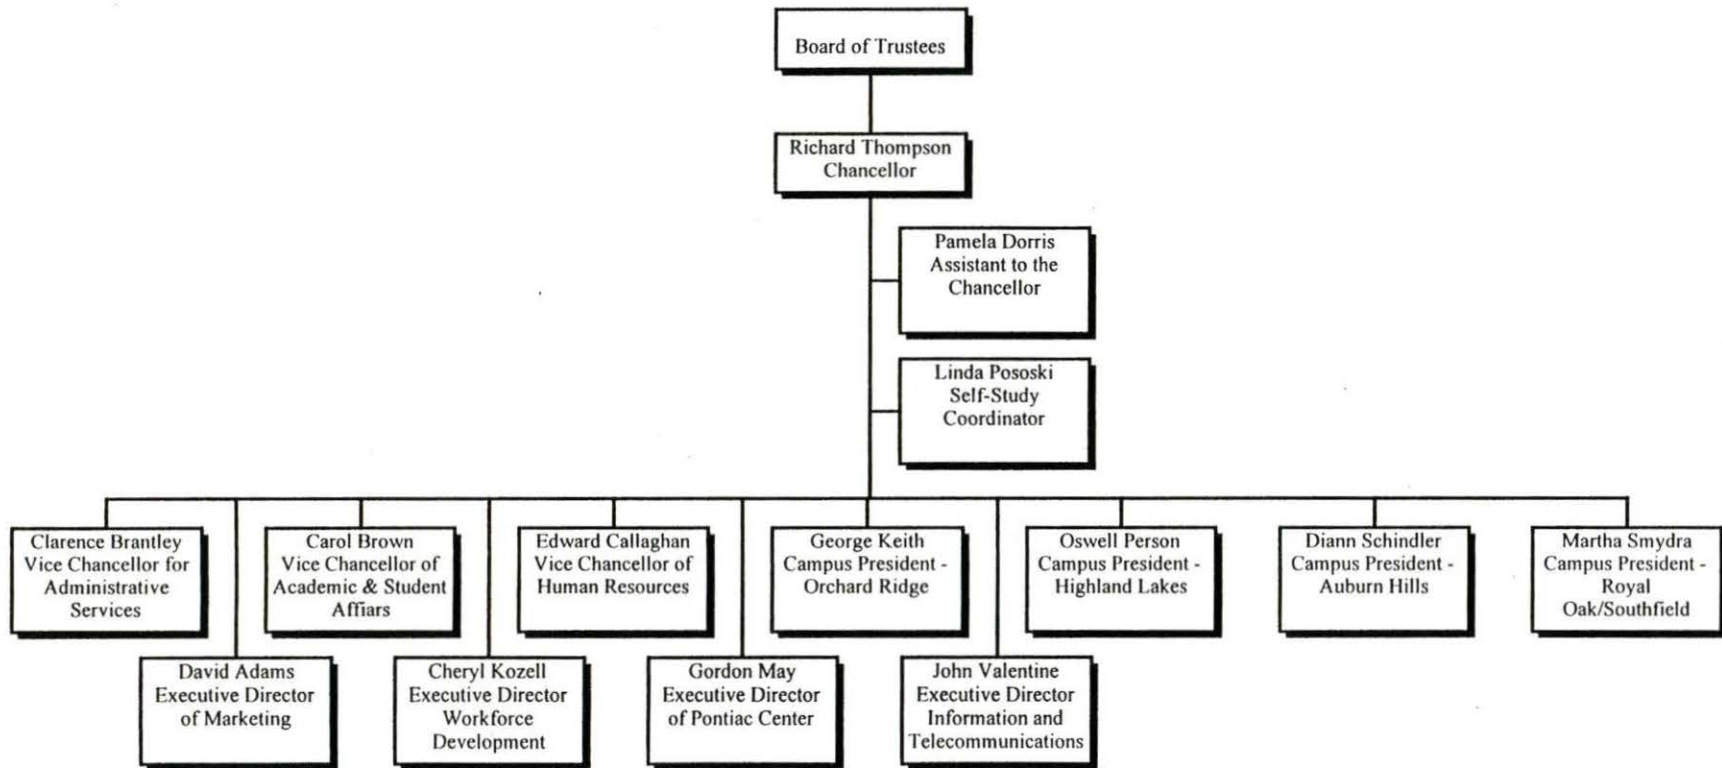 Board of Trustees
Richard Thompson
Chancellor
Pamela Dorris
Assistant to the
Chancellor
Linda Pososki
Self-Study
Coordinator
Clarence Brantley
Vice Chancellor for
Administrative
Services
Carol Brown
Vice Chancellor of
Academic & Student
Affiars
Edward Callaghan
Vice Chancellor of
Human Resources
George Keith
Campus President -
Orchard Ridge
Oswell Person
Campus President -
Highland Lakes
Diann Schindler
Campus President -
Auburn Hills
Martha Smydra
Campus President -
Royal
Oak/Southfield
David Adams
Executive Director
of Marketing
Cheryl Kozell
Executive Director
Workforce
Development
Gordon May
Executive Director
of Pontiac Center
John Valentine
Executive Director
Information and
Telecommunications